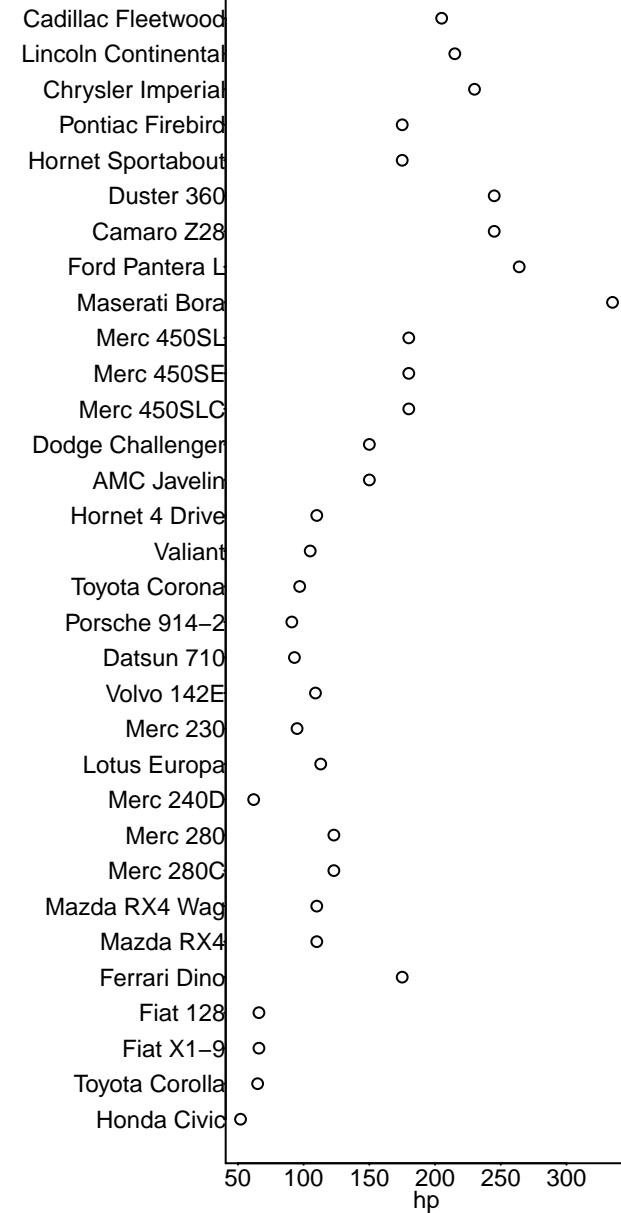 Cadillac Fleetwood
Lincoln Continental
Chrysler Imperial
Pontiac Firebird
Hornet Sportabout
Duster 360
Camaro Z28
Ford Pantera L
Maserati Bora
Merc 450SL
Merc 450SE
Merc 450SLC
Dodge Challenger
AMC Javelin
Hornet 4 Drive
Valiant
Toyota Corona
Porsche 914−2
Datsun 710
Volvo 142E
Merc 230
Lotus Europa
Merc 240D
Merc 280
Merc 280C
Mazda RX4 Wag
Mazda RX4
Ferrari Dino
Fiat 128
Fiat X1−9
Toyota Corolla
Honda Civic
50 100 150 200 250 300
hp